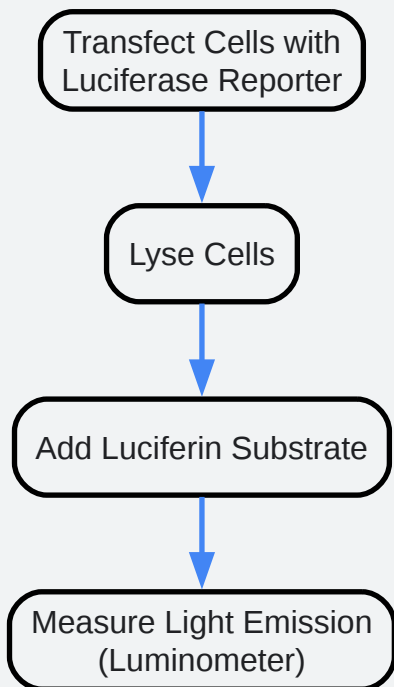 Transfect Cells with
Luciferase Reporter
Lyse Cells
Add Luciferin Substrate
Measure Light Emission
(Luminometer)